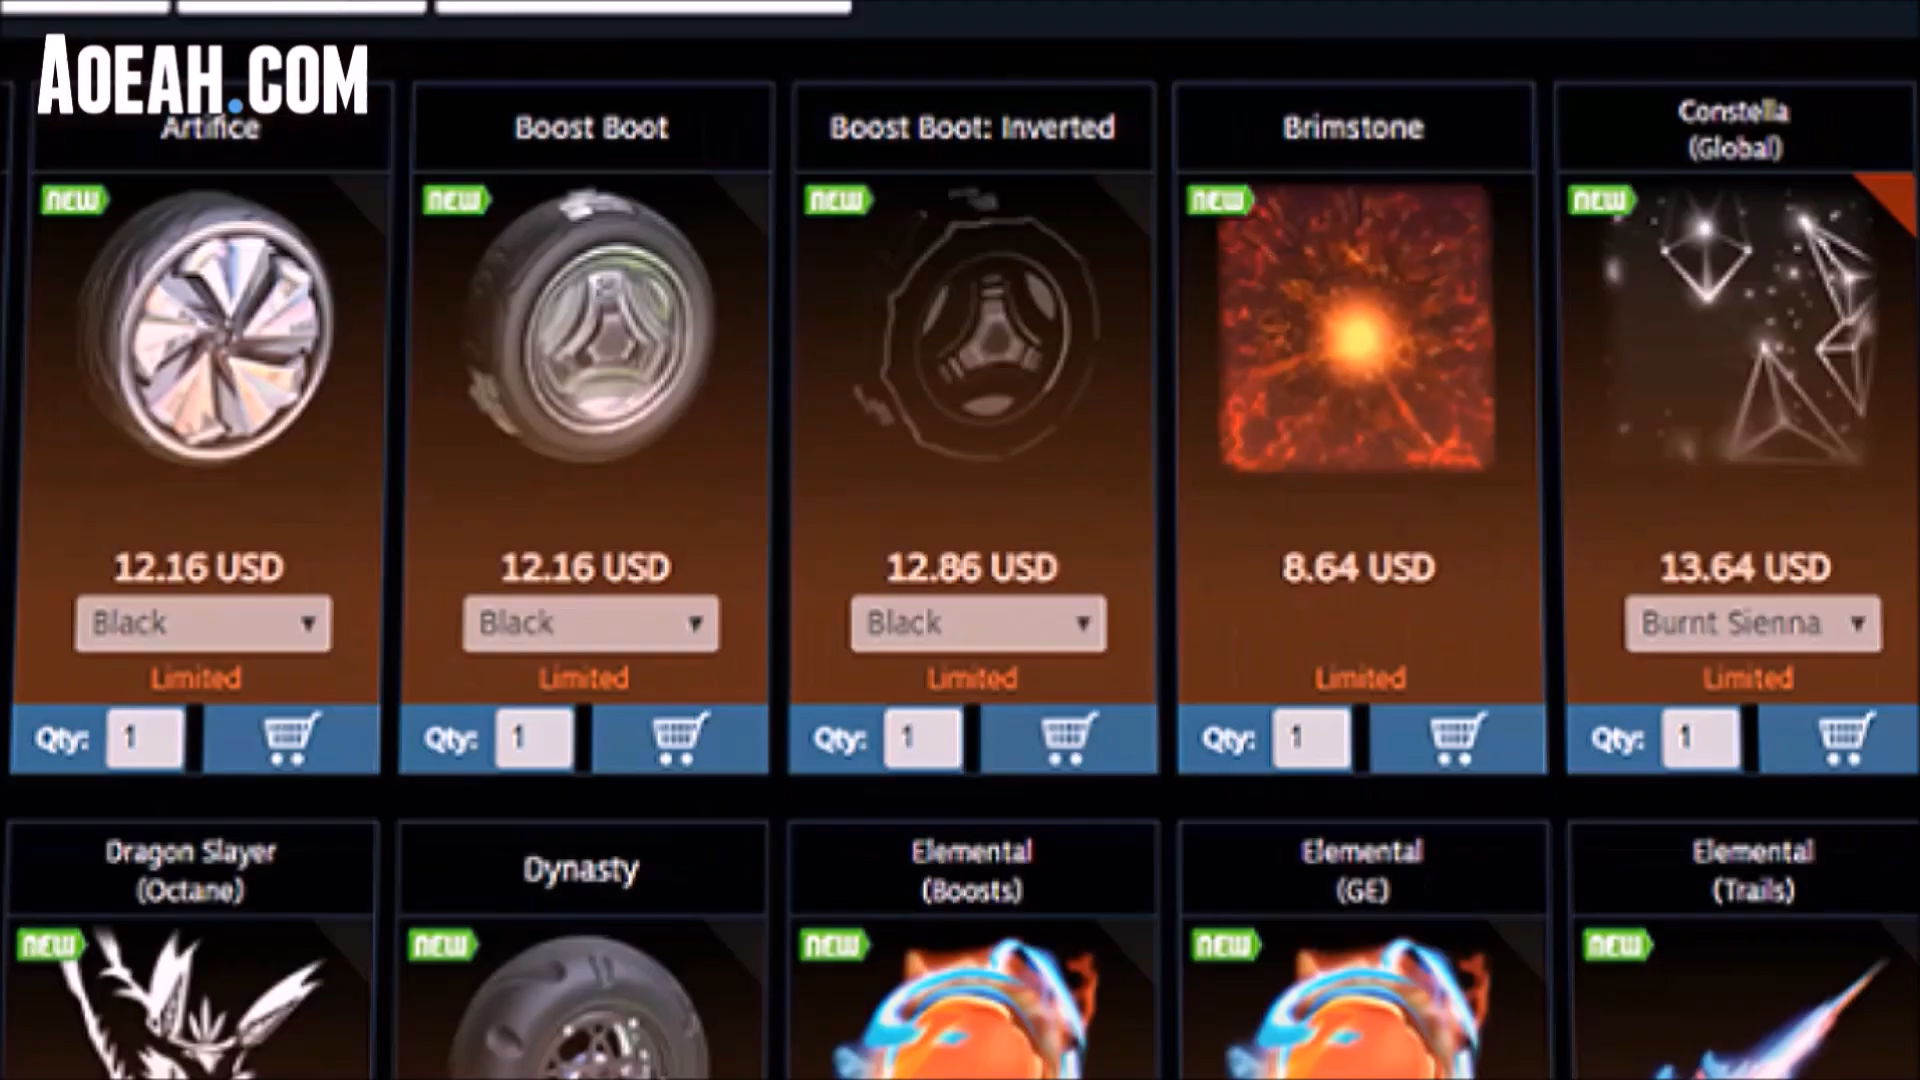 AOEAH.COM
Artifice
Boost Boot
Boost Boot: Inverted
Brimstone
Constella
(Global)
NEW
NEW
NEW
NEW
NEW
12.16 USD
12.16 USD
12.86 USD
8.64 USD
13.64 USD
Black
Black
Black
Burnt Sienna
Limited
Limited
Limited
Limited
Limited
Qty: 1
Qty: 1
Qty: 1
Qty: 1
Qty: 1
Dragon Slayer
(Octane)
Dynasty
Elemental
(Boosts)
Elemental
(GE)
Elemental
(Trails)
NEW
NEW
NEW
NEW
NEW